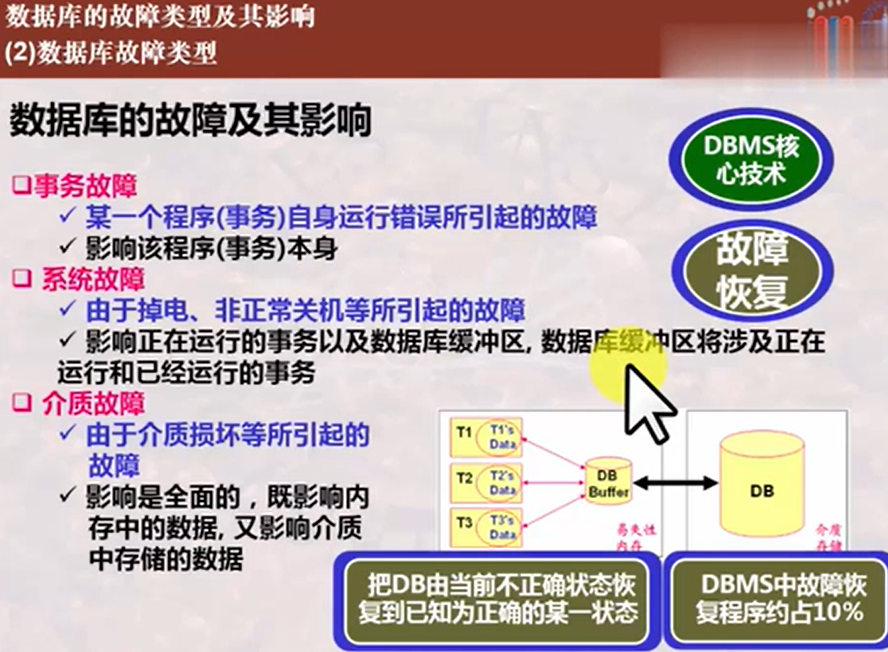 数据库的故障类型及其影响
(2)数据库故障类型
数据库的故障及其影响
DBMS核
心技术
故障
恢复
❑事务故障
✓ 某一个程序(事务)自身运行错误所引起的故障
✓ 影响该程序(事务)本身
❑ 系统故障
✓ 由于掉电、非正常关机等所引起的故障
✓ 影响正在运行的事务以及数据库缓冲区, 数据库缓冲区将涉及正在
运行和已经运行的事务
❑ 介质故障
✓ 由于介质损坏等所引起的
故障
✓ 影响是全面的，既影响内
存中的数据, 又影响介质
中存储的数据
T1
T1's
Data
T2
T2's
Data
T3
T3's
Data
DB
Buffer
易失性
内存
DB
介质
存储
把DB由当前不正确状态恢
复到已知为正确的某一状态
DBMS中故障恢
复程序约占10%